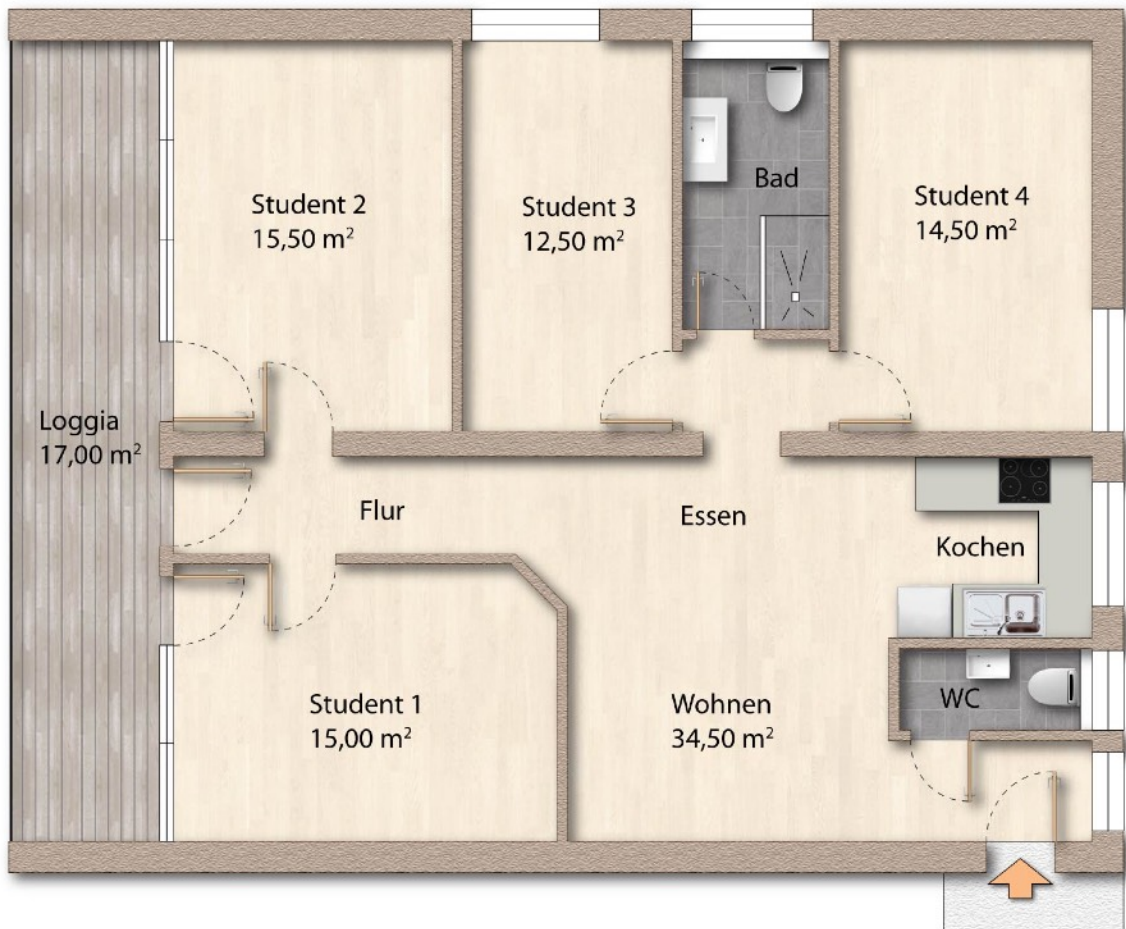 Student 2
15,50 m²
Student 3
12,50 m²
Bad
Student 4
14,50 m²
Loggia
17,00 m²
Flur
Essen
Kochen
Student 1
15,00 m²
Wohnen
34,50 m²
WC